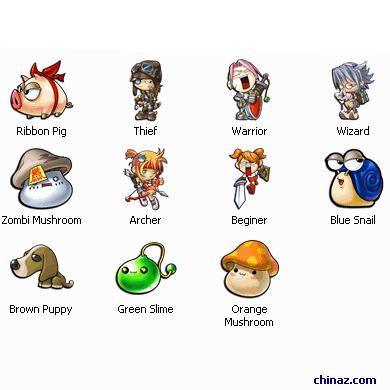 Ribbon Pig
Thief
Warrior
Wizard
Zombi Mushroom
Archer
Beginer
Blue Snail
Brown Puppy
Green Slime
Orange
Mushroom
chinaz.com